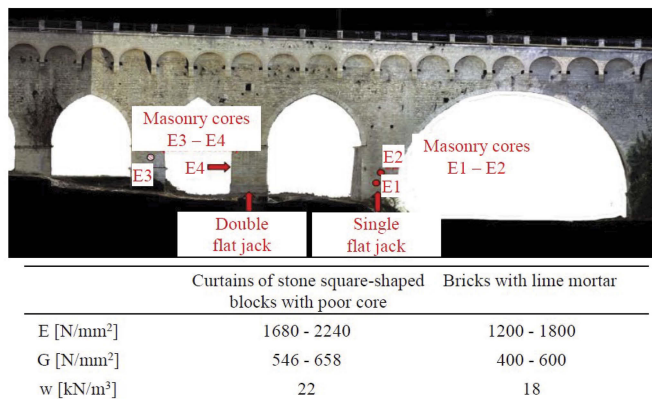 Masonry cores
E3 – E4
E4
E3
E2
E1
Masonry cores
E1 – E2
Double
flat jack
Single
flat jack
Curtains of stone square-shaped
blocks with poor core
Bricks with lime mortar
E [N/mm²] 1680 - 2240 1200 - 1800
G [N/mm²] 546 - 658 400 - 600
w [kN/m³] 22 18